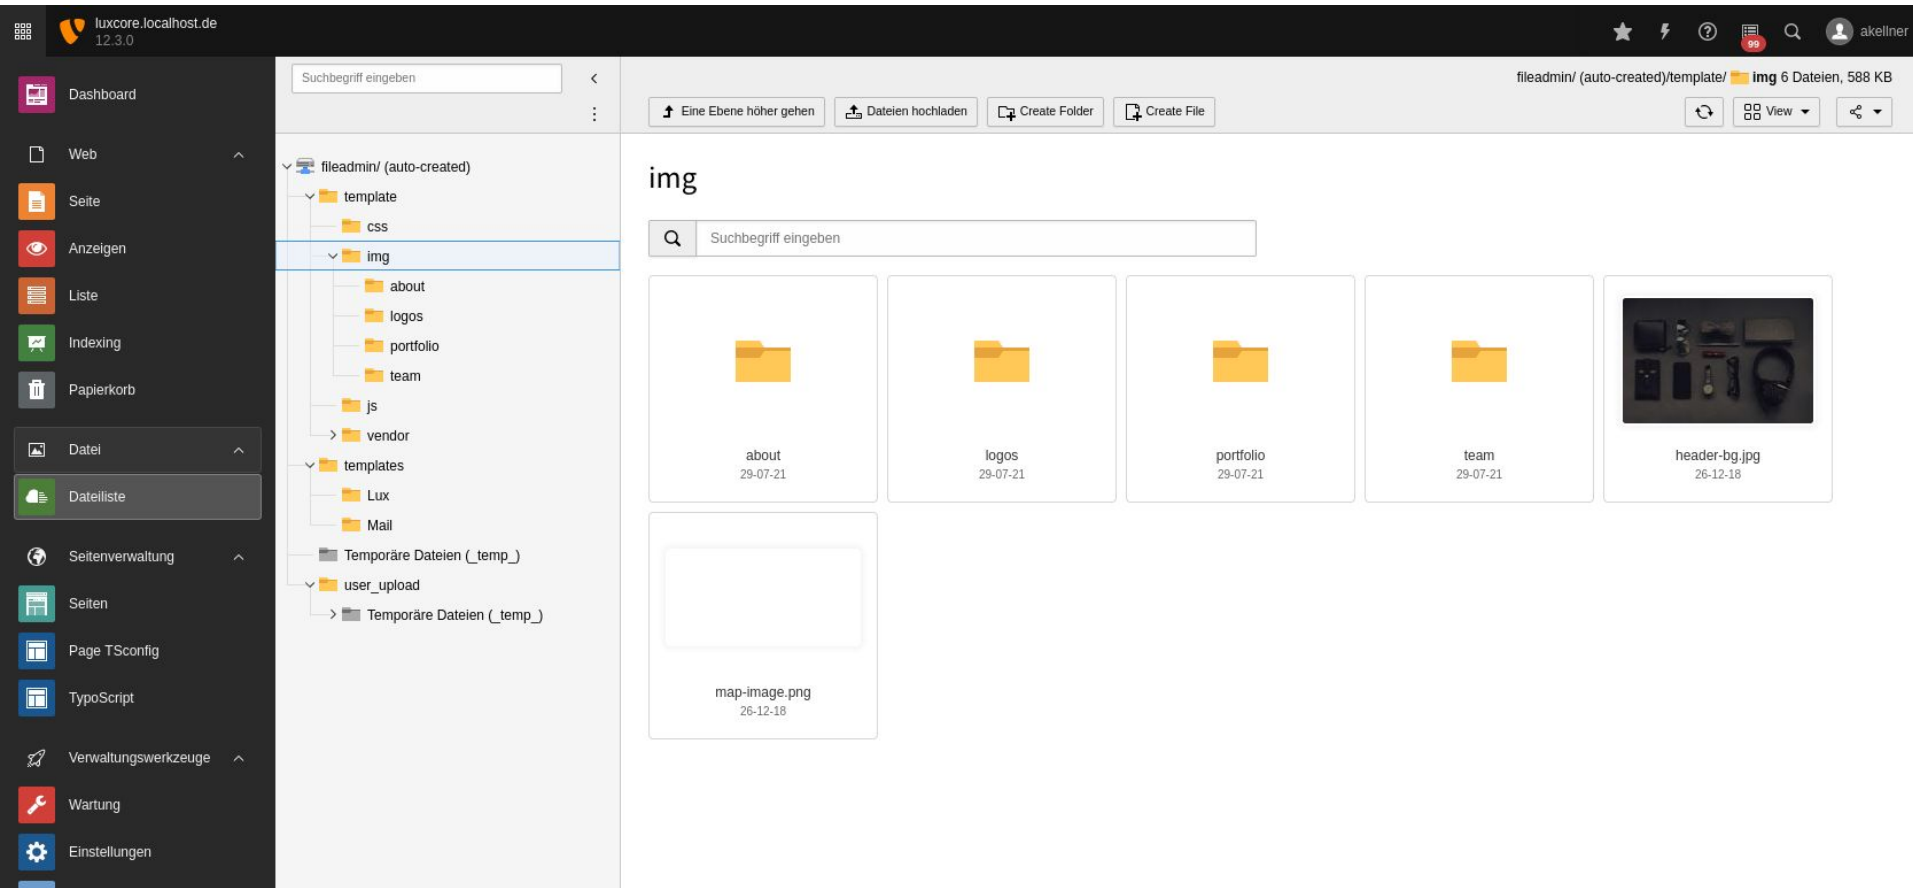 luxcore.localhost.de
12.3.0
99
akellner
Dashboard
Web
Seite
Anzeigen
Liste
Indexing
Papierkorb
Datei
Dateiliste
Seitenverwaltung
Seiten
Page TSconfig
TypoScript
Verwaltungswerkzeuge
Wartung
Einstellungen
Suchbegriff eingeben
fileadmin/ (auto-created)
template
css
img
about
logos
portfolio
team
js
vendor
templates
Lux
Mail
Temporäre Dateien (_temp_)
user_upload
Temporäre Dateien (_temp_)
fileadmin/ (auto-created)/template/ img 6 Dateien, 588 KB
Eine Ebene höher gehen Dateien hochladen Create Folder Create File View
img
Suchbegriff eingeben
about
29-07-21
logos
29-07-21
portfolio
29-07-21
team
29-07-21
header-bg.jpg
26-12-18
map-image.png
26-12-18